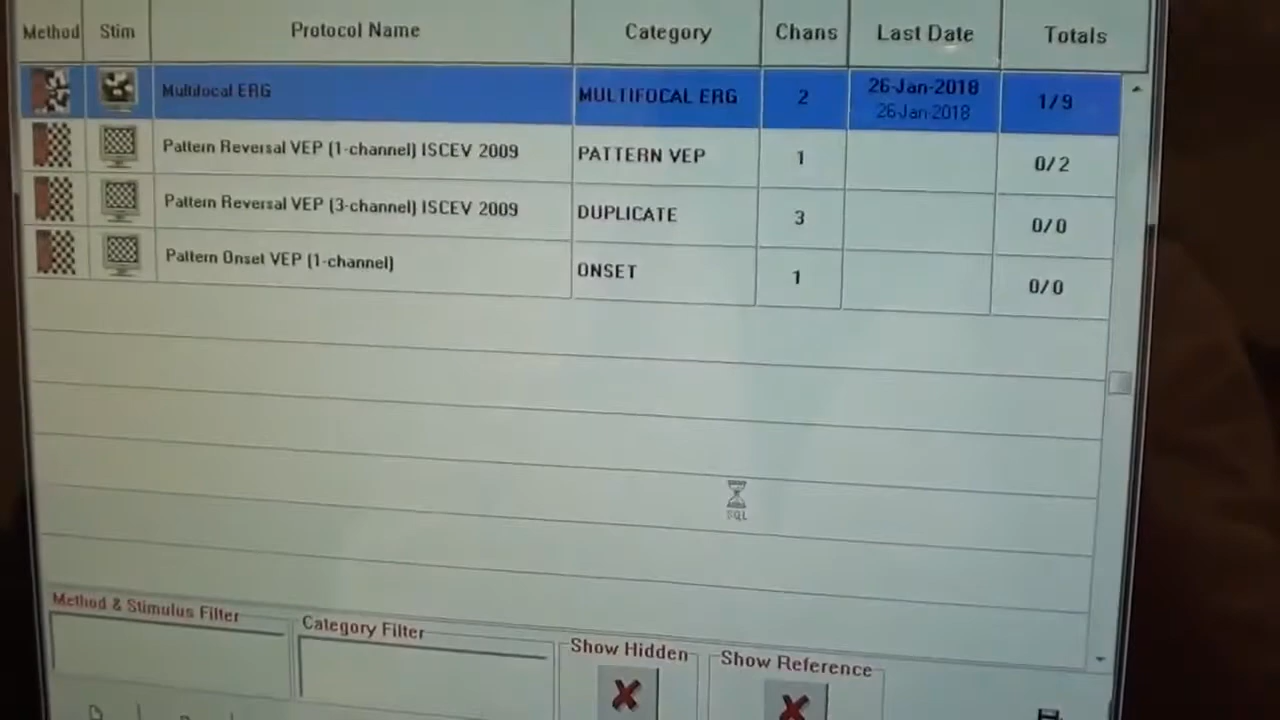 Method Stim Protocol Name Category Chans Last Date Totals
Multifocal ERG MULTIFOCAL ERG 2 26-Jan-2018 1/9
26-Jan-2018
Pattern Reversal VEP (1-channel) ISCEV 2009 PATTERN VEP 1 0/2
Pattern Reversal VEP (3-channel) ISCEV 2009 DUPLICATE 3 0/0
Pattern Onset VEP (1-channel) ONSET 1 0/0
SQL
Method & Stimulus Filter Category Filter Show Hidden Show Reference